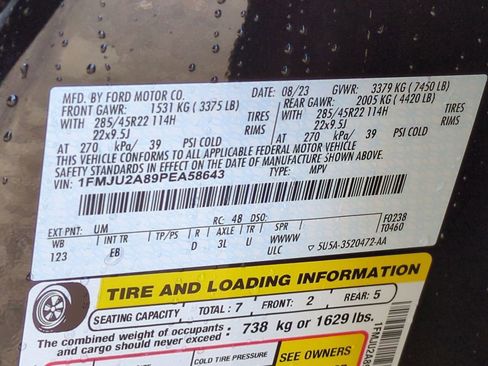 MFD. BY FORD MOTOR CO.
DATE: 08/23 GVWR: 3379 KG (7450 LB)
FRONT GAWR: 1531 KG (3375 LB) REAR GAWR: 2005 KG (4420 LB)
WITH 285/45R22 114H TIRES WITH 285/45R22 114H TIRES
22x9.5J RIMS 22x9.5J RIMS
AT 270 kPa/ 39 AT 270 kPa/ 39
THIS VEHICLE CONFORMS TO ALL APPLICABLE FEDERAL MOTOR VEHICLE
SAFETY STANDARDS IN EFFECT ON THE DATE OF MANUFACTURE SHOWN ABOVE.
VIN: 1FMJU2A89PEA58643 TYPE: MPV
EXT PNT: UM RC: 48 DSO: F0238
WB INT TR TP/PS R AXLE TR SPR T0460
123 EB D 3L U WWWW
ULC 5U5A-3520472-AA
TIRE AND LOADING INFORMATION
SEATING CAPACITY TOTAL: 7 FRONT: 2 REAR: 5
The combined weight of occupants
and cargo should never exceed: 738 kg or 1629 lbs.
COLD TIRE PRESSURE SEE OWNERS
1FMJU2A8